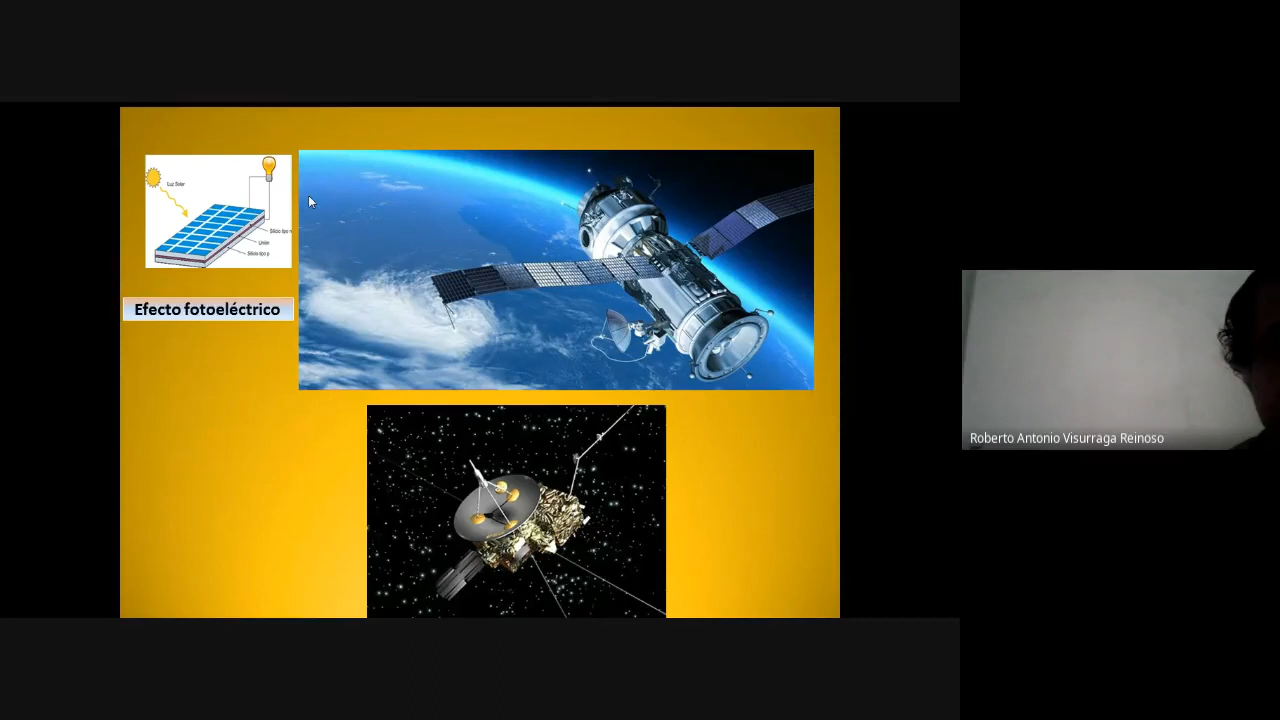 Luz Solar
Silicio tipo n
Unión
Silicio tipo p
Efecto fotoeléctrico
Roberto Antonio Visurraga Reinoso